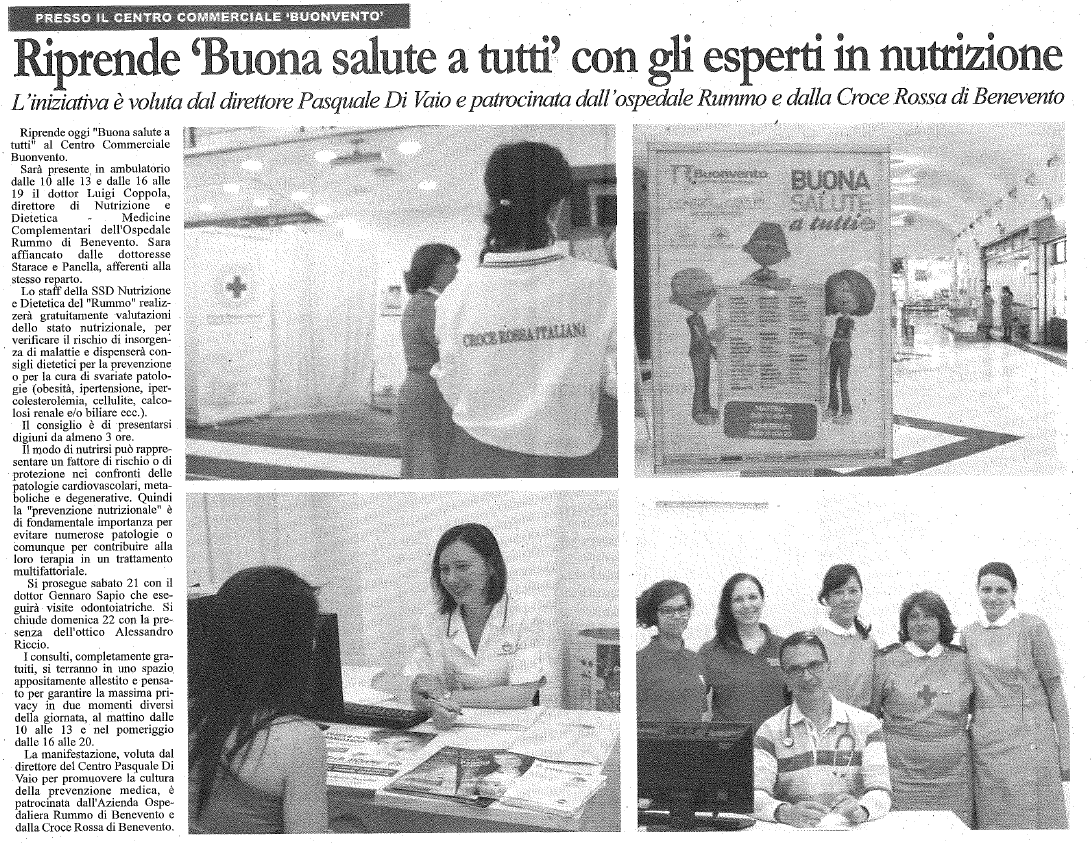 PRESSO IL CENTRO COMMERCIALE 'BUONVENTO'
Riprende 'Buona salute a tutti' con gli esperti in nutrizione
L'iniziativa è voluta dal direttore Pasquale Di Vaio e patrocinata dall'ospedale Rummo e dalla Croce Rossa di Benevento
Riprende oggi "Buona salute a
tutti" al Centro Commerciale
Buonvento.
Sarà presente in ambulatorio
dalle 10 alle 13 e dalle 16 alle
19 il dottor Luigi Coppola,
direttore di Nutrizione e
Dietetica - Medicine
Complementari dell'Ospedale
Rummo di Benevento. Sara
affiancato dalle dottoresse
Starace e Panella, afferenti alla
stesso reparto.
Lo staff della SSD Nutrizione
e Dietetica del "Rummo" realiz-
zerà gratuitamente valutazioni
dello stato nutrizionale, per
verificare il rischio di insorgen-
za di malattie e dispenserà con-
sigli dietetici per la prevenzione
o per la cura di svariate patolo-
gie (obesità, ipertensione, iper-
colesterolemia, cellulite, calco-
losi renale e/o biliare ecc.).
Il consiglio è di presentarsi
digiuni da almeno 3 ore.
Il modo di nutrirsi può rappre-
sentare un fattore di rischio o di
protezione nei confronti delle
patologie cardiovascolari, meta-
boliche e degenerative. Quindi
la "prevenzione nutrizionale" è
di fondamentale importanza per
evitare numerose patologie o
comunque per contribuire alla
loro terapia in un trattamento
multifattoriale.
Si prosegue sabato 21 con il
dottor Gennaro Sapio che ese-
guirà visite odontoiatriche. Si
chiude domenica 22 con la pre-
senza dell'ottico Alessandro
Riccio.
I consulti, completamente gra-
tuiti, si terranno in uno spazio
appositamente allestito e pensa-
to per garantire la massima pri-
vacy in due momenti diversi
della giornata, al mattino dalle
10 alle 13 e nel pomeriggio
dalle 16 alle 20.
La manifestazione, voluta dal
direttore del Centro Pasquale Di
Vaio per promuovere la cultura
della prevenzione medica, è
patrocinata dall'Azienda Ospe-
daliera Rummo di Benevento e
dalla Croce Rossa di Benevento.
CROCE ROSSA ITALIANA
Buonvento
BUONA
SALUTE
a tutti